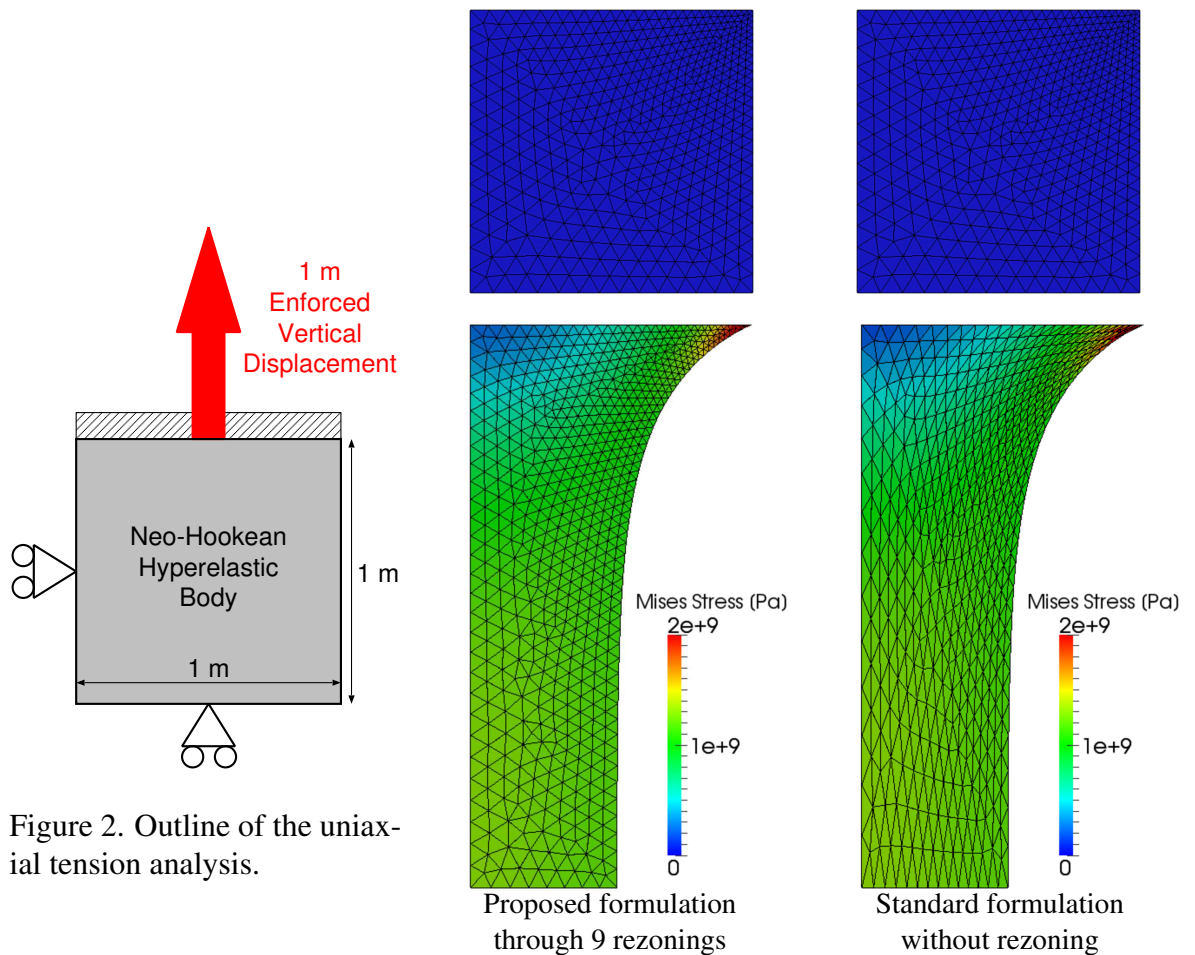 1 m
Enforced
Vertical
Displacement
Neo-Hookean
Hyperelastic
Body
1 m
1 m
Figure 2. Outline of the uniax-
ial tension analysis.
Mises Stress (Pa)
2e+9
1e+9
0
Proposed formulation
through 9 rezonings
Mises Stress (Pa)
2e+9
1e+9
0
Standard formulation
without rezoning